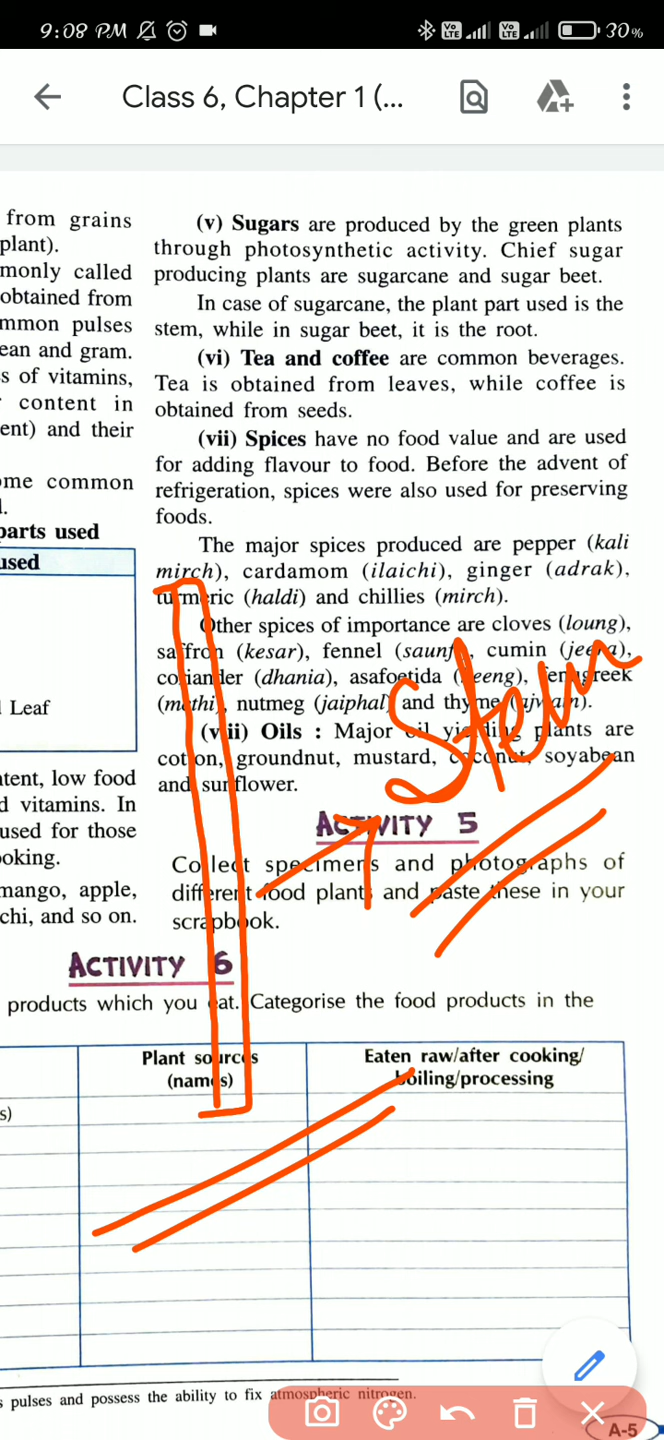 9:08 PM
Vo LTE Vo LTE 30%
Class 6, Chapter 1 (...
from grains
plant).
monly called
obtained from
mmon pulses
ean and gram.
s of vitamins,
content in
ent) and their
ome common
l.
parts used
used
Leaf
ntent, low food
d vitamins. In
used for those
ooking.
mango, apple,
chi, and so on.
(v) Sugars are produced by the green plants
through photosynthetic activity. Chief sugar
producing plants are sugarcane and sugar beet.
In case of sugarcane, the plant part used is the
stem, while in sugar beet, it is the root.
(vi) Tea and coffee are common beverages.
Tea is obtained from leaves, while coffee is
obtained from seeds.
(vii) Spices have no food value and are used
for adding flavour to food. Before the advent of
refrigeration, spices were also used for preserving
foods.
The major spices produced are pepper (kali
mirch), cardamom (ilaichi), ginger (adrak),
turmeric (haldi) and chillies (mirch).
Other spices of importance are cloves (loung),
saffron (kesar), fennel (saunf), cumin (jeera),
coriander (dhania), asafoetida (heeng), fenugreek
(methi), nutmeg (jaiphal) and thyme (ajwain).
(viii) Oils : Major oil yielding plants are
cotton, groundnut, mustard, coconut, soyabean
and sunflower.
Stem
ACTIVITY 5
Collect specimens and photographs of
different food plants and paste these in your
scrapbook.
ACTIVITY 6
products which you eat. Categorise the food products in the
Plant sources
(names)
Eaten raw/after cooking/
boiling/processing
s)
s pulses and possess the ability to fix atmospheric nitrogen.
A-5